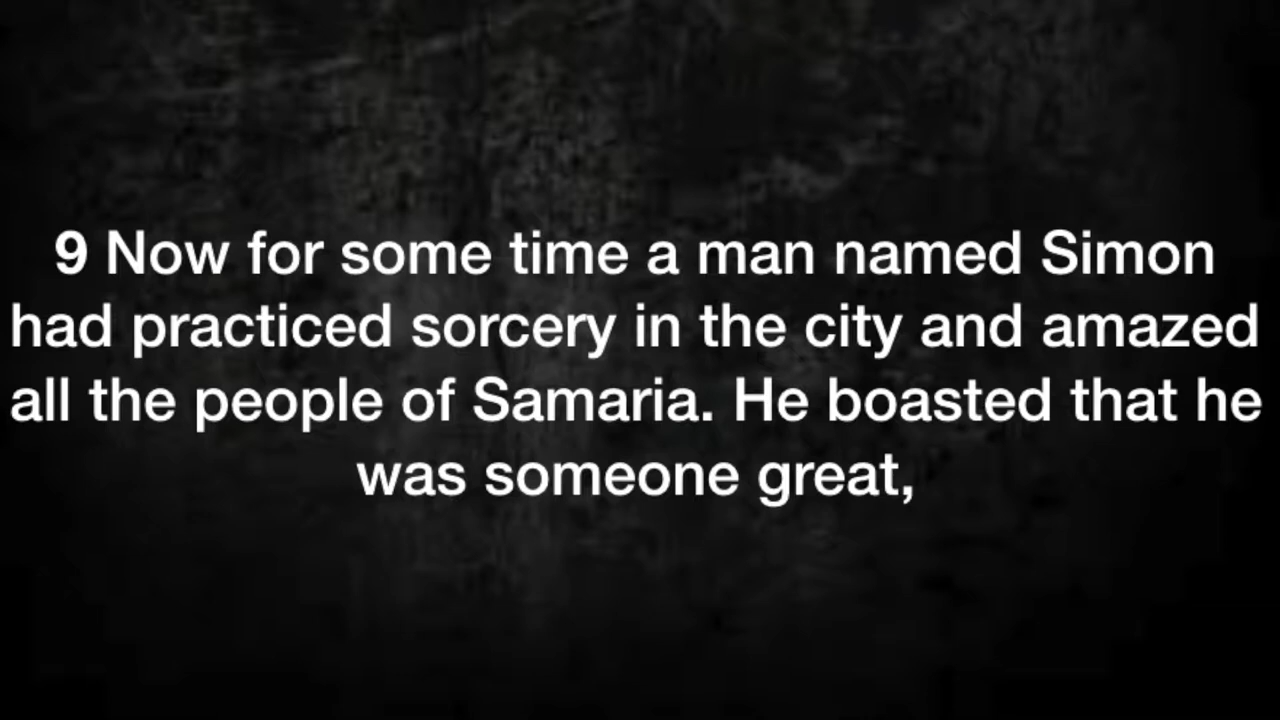 9 Now for some time a man named Simon
had practiced sorcery in the city and amazed
all the people of Samaria. He boasted that he
was someone great,